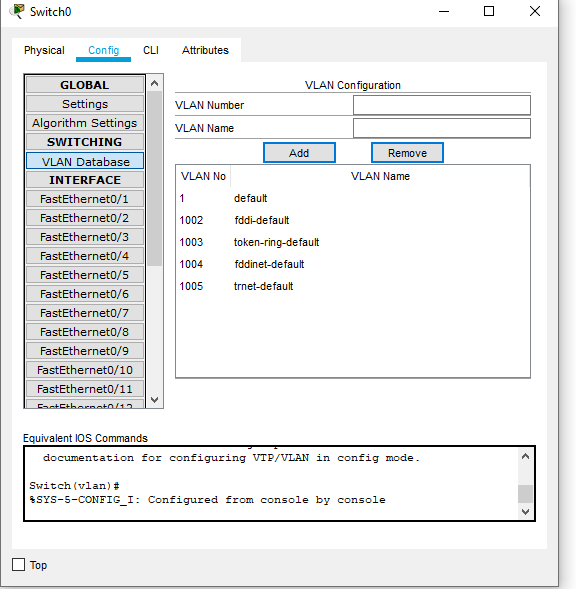 Switch0
Physical Config CLI Attributes
GLOBAL
Settings
Algorithm Settings
SWITCHING
VLAN Database
INTERFACE
FastEthernet0/1
FastEthernet0/2
FastEthernet0/3
FastEthernet0/4
FastEthernet0/5
FastEthernet0/6
FastEthernet0/7
FastEthernet0/8
FastEthernet0/9
FastEthernet0/10
FastEthernet0/11
FastEthernet0/12
VLAN Configuration
VLAN Number
VLAN Name
Add Remove
VLAN No VLAN Name
1 default
1002 fddi-default
1003 token-ring-default
1004 fddinet-default
1005 trnet-default
Equivalent IOS Commands
documentation for configuring VTP/VLAN in config mode.
Switch(vlan)#
%SYS-5-CONFIG_I: Configured from console by console
Top